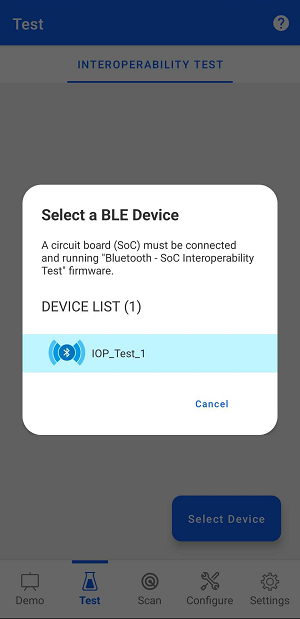 Test
?
INTEROPERABILITY TEST
Select a BLE Device
A circuit board (SoC) must be connected
and running "Bluetooth - SoC Interoperability
Test" firmware.
DEVICE LIST (1)
IOP_Test_1
Cancel
Select Device
Demo Test Scan Configure Settings